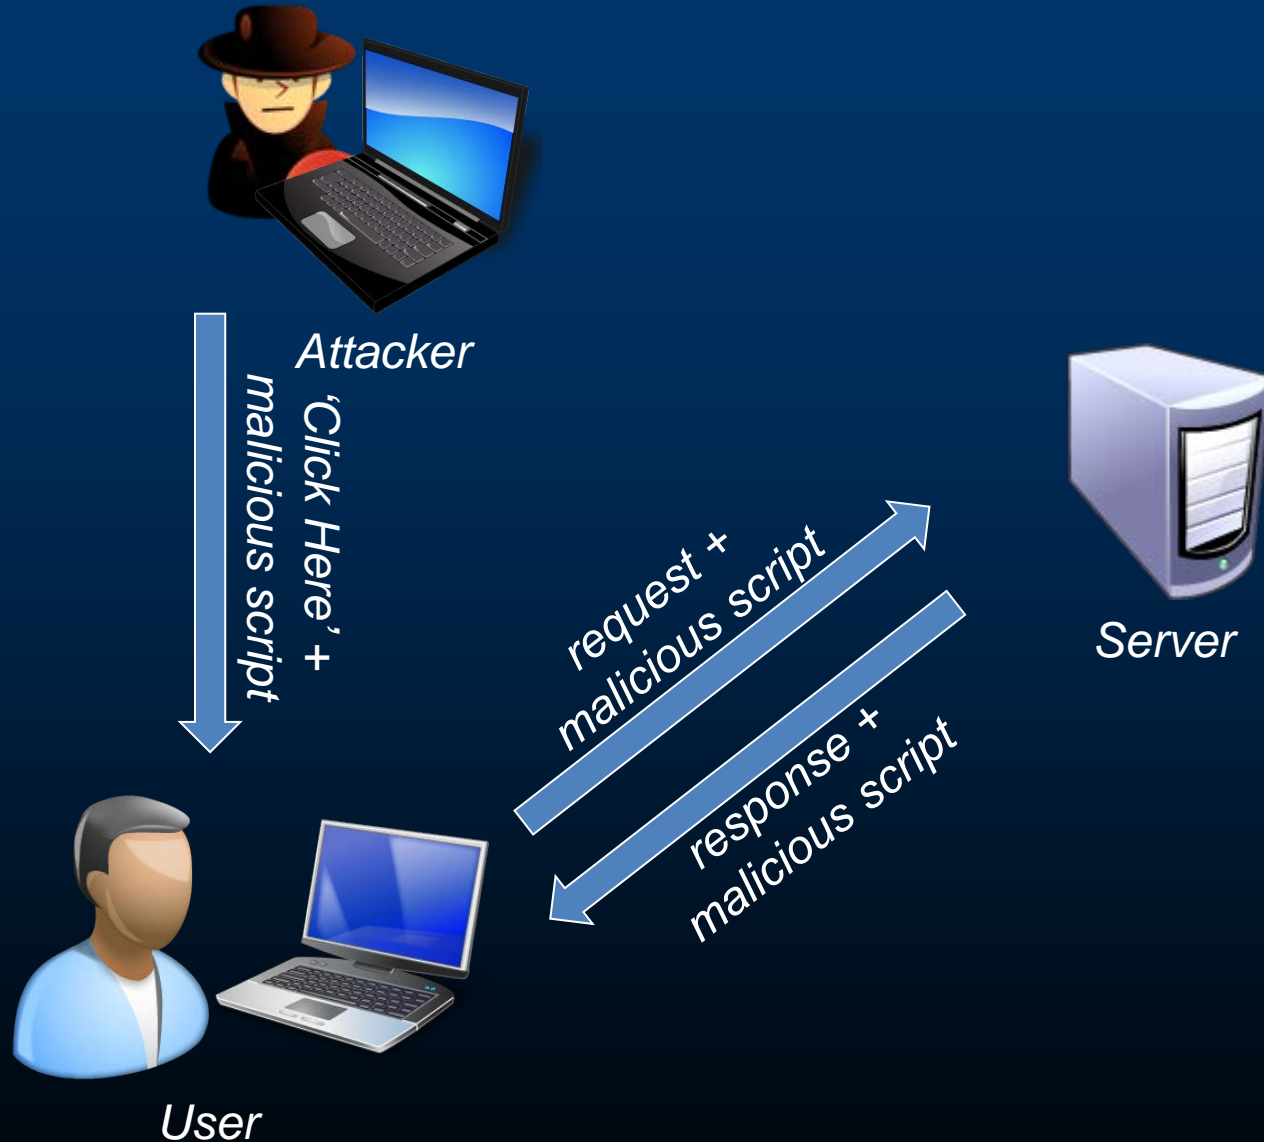 Attacker
‘Click Here’ +
malicious script
Server
request +
malicious script
response +
malicious script
User